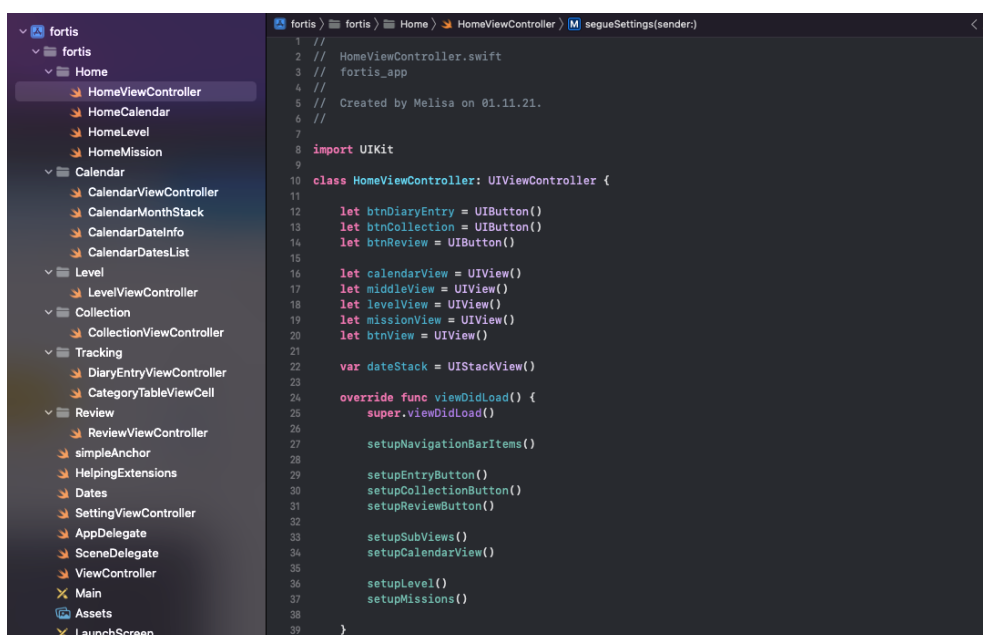 fortis
fortis
Home
HomeViewController
HomeCalendar
HomeLevel
HomeMission
Calendar
CalendarViewController
CalendarMonthStack
CalendarDateInfo
CalendarDatesList
Level
LevelViewController
Collection
CollectionViewController
Tracking
DiaryEntryViewController
CategoryTableViewCell
Review
ReviewViewController
simpleAnchor
HelpingExtensions
Dates
SettingViewController
AppDelegate
SceneDelegate
ViewController
Main
Assets
LaunchScreen
fortis 〉 fortis 〉 Home 〉 HomeViewController 〉 M segueSettings(sender:)
1 //
2 // HomeViewController.swift
3 // fortis_app
4 //
5 // Created by Melisa on 01.11.21.
6 //
7
8 import UIKit
9
10 class HomeViewController: UIViewController {
11
12 let btnDiaryEntry = UIButton()
13 let btnCollection = UIButton()
14 let btnReview = UIButton()
15
16 let calendarView = UIView()
17 let middleView = UIView()
18 let levelView = UIView()
19 let missionView = UIView()
20 let btnView = UIView()
21
22 var dateStack = UIStackView()
23
24 override func viewDidLoad() {
25 super.viewDidLoad()
26
27 setupNavigationBarItems()
28
29 setupEntryButton()
30 setupCollectionButton()
31 setupReviewButton()
32
33 setupSubViews()
34 setupCalendarView()
35
36 setupLevel()
37 setupMissions()
38
39 }